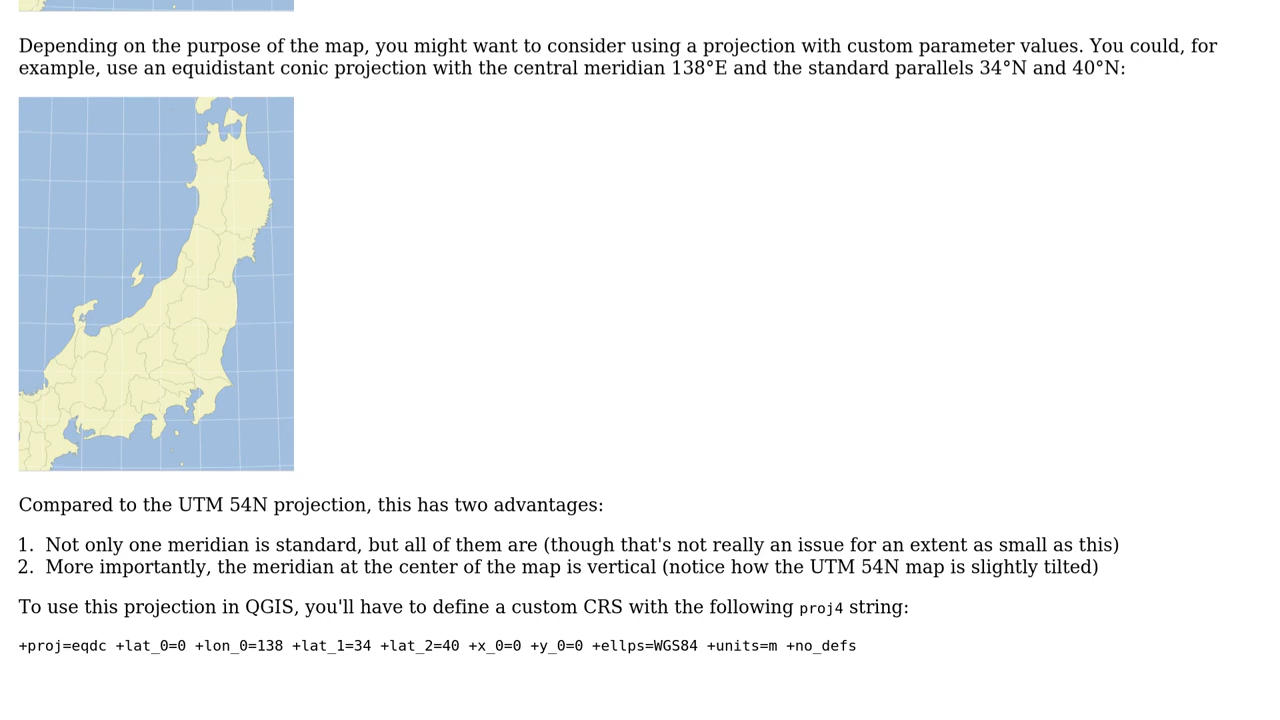 Depending on the purpose of the map, you might want to consider using a projection with custom parameter values. You could, for
example, use an equidistant conic projection with the central meridian 138°E and the standard parallels 34°N and 40°N:
Compared to the UTM 54N projection, this has two advantages:
1. Not only one meridian is standard, but all of them are (though that's not really an issue for an extent as small as this)
2. More importantly, the meridian at the center of the map is vertical (notice how the UTM 54N map is slightly tilted)
To use this projection in QGIS, you'll have to define a custom CRS with the following proj4 string:
+proj=eqdc +lat_0=0 +lon_0=138 +lat_1=34 +lat_2=40 +x_0=0 +y_0=0 +ellps=WGS84 +units=m +no_defs